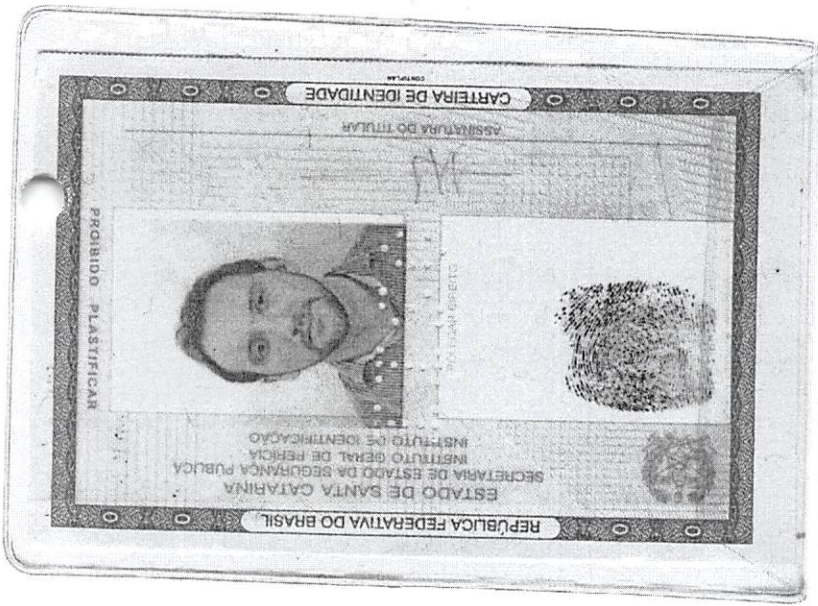 REPÚBLICA FEDERATIVA DO BRASIL
ESTADO DE SANTA CATARINA
SECRETARIA DE ESTADO DA SEGURANÇA PÚBLICA
INSTITUTO GERAL DE PERÍCIA
INSTITUTO DE IDENTIFICAÇÃO
PROIBIDO PLASTIFICAR
POLEGAR DIREITO
ASSINATURA DO TITULAR
CARTEIRA DE IDENTIDADE